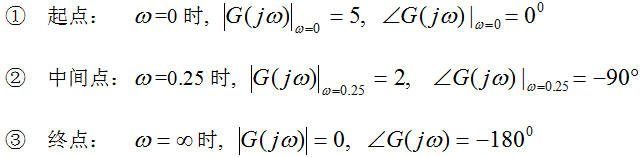 ① 起点： ω=0 时, |G(jω)|_{ω=0} = 5, ∠G(jω)|_{ω=0} = 0⁰
② 中间点：ω=0.25 时, |G(jω)|_{ω=0.25} = 2, ∠G(jω)|_{ω=0.25} = −90°
③ 终点： ω = ∞ 时, |G(jω)| = 0, ∠G(jω) = −180⁰